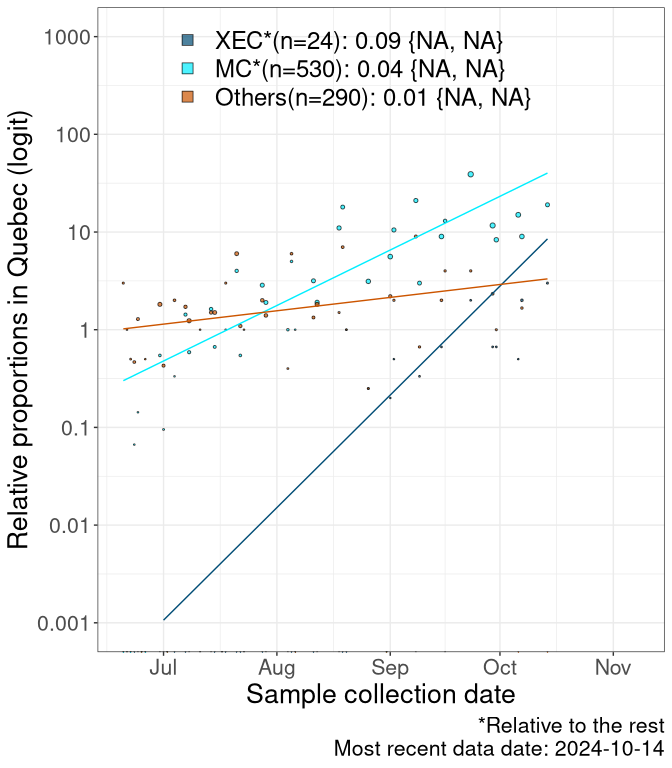 XEC*(n=24): 0.09 {NA, NA}
MC*(n=530): 0.04 {NA, NA}
Others(n=290): 0.01 {NA, NA}
Relative proportions in Quebec (logit)
1000
100
10
1
0.1
0.01
0.001
Jul Aug Sep Oct Nov
Sample collection date
*Relative to the rest
Most recent data date: 2024-10-14